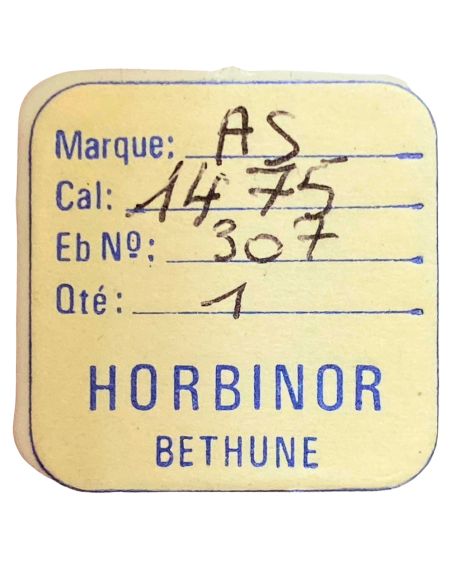 Marque: AS
Cal: 1475
Eb Nº: 307
Qté: 1
HORBINOR
BETHUNE